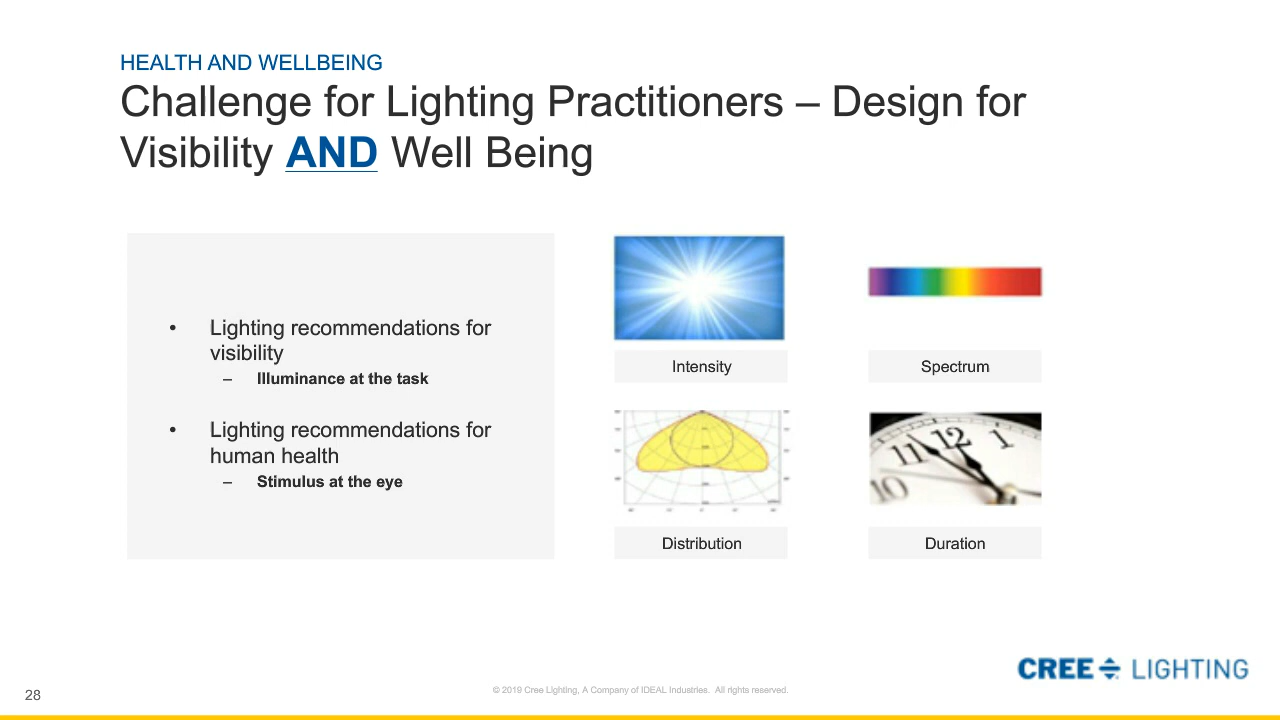 HEALTH AND WELLBEING
Challenge for Lighting Practitioners – Design for
Visibility AND Well Being
• Lighting recommendations for
visibility
– Illuminance at the task
• Lighting recommendations for
human health
– Stimulus at the eye
Intensity
Spectrum
11 12 1
10
Distribution
Duration
CREE LIGHTING
28
© 2019 Cree Lighting, A Company of IDEAL Industries. All rights reserved.